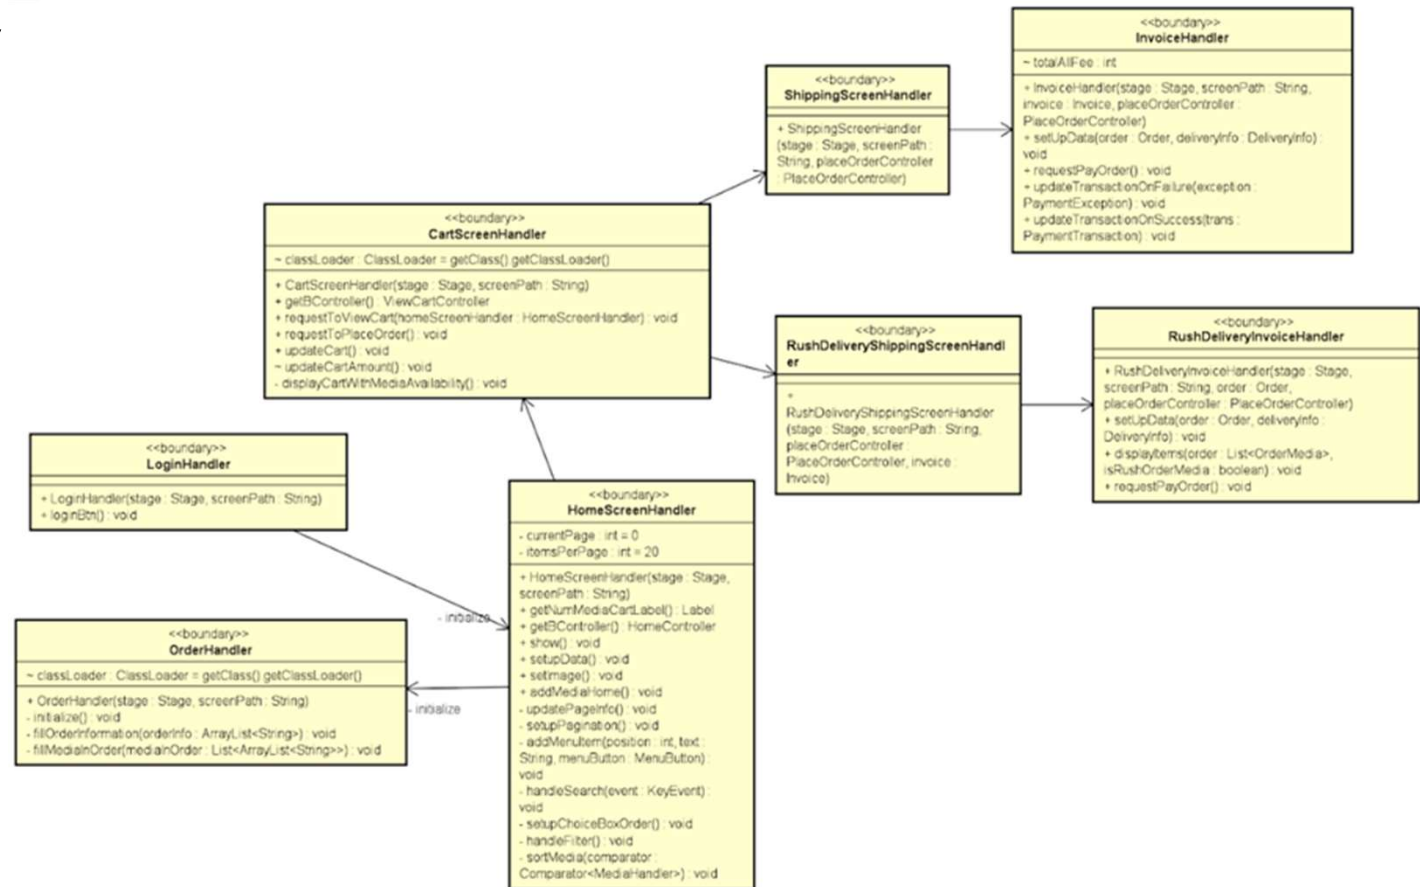 <<boundary>>
InvoiceHandler
~ totalAllFee : int
+ InvoiceHandler(stage : Stage, screenPath : String,
invoice : Invoice, placeOrderController :
PlaceOrderController)
+ setUpData(order : Order, deliveryInfo : DeliveryInfo) :
void
+ requestPayOrder() : void
+ updateTransactionOnFailure(exception :
PaymentException) : void
+ updateTransactionOnSuccess(trans :
PaymentTransaction) : void
<<boundary>>
ShippingScreenHandler
+ ShippingScreenHandler
(stage : Stage, screenPath :
String, placeOrderController
: PlaceOrderController)
<<boundary>>
CartScreenHandler
~ classLoader : ClassLoader = getClass().getClassLoader()
+ CartScreenHandler(stage : Stage, screenPath : String)
+ getBController() : ViewCartController
+ requestToViewCart(homeScreenHandler : HomeScreenHandler) : void
+ requestToPlaceOrder() : void
+ updateCart() : void
~ updateCartAmount() : void
- displayCartWithMediaAvailability() : void
<<boundary>>
RushDeliveryShippingScreenHandl
er
+
RushDeliveryShippingScreenHandler
(stage : Stage, screenPath : String,
placeOrderController :
PlaceOrderController, invoice :
Invoice)
<<boundary>>
RushDeliveryInvoiceHandler
+ RushDeliveryInvoiceHandler(stage : Stage,
screenPath : String, order : Order,
placeOrderController : PlaceOrderController)
+ setUpData(order : Order, deliveryInfo :
DeliveryInfo) : void
+ displayItems(order : List<OrderMedia>,
isRushOrderMedia : boolean) : void
+ requestPayOrder() : void
<<boundary>>
LoginHandler
+ LoginHandler(stage : Stage, screenPath : String)
+ loginBtn() : void
<<boundary>>
HomeScreenHandler
- currentPage : int = 0
- itemsPerPage : int = 20
+ HomeScreenHandler(stage : Stage,
screenPath : String)
+ getNumMediaCartLabel() : Label
+ getBController() : HomeController
+ show() : void
+ setupData() : void
+ setImage() : void
+ addMediaHome() : void
- updatePageInfo() : void
- setupPagination() : void
- addMenuItem(position : int, text :
String, menuButton : MenuButton) :
void
- handleSearch(event : KeyEvent) :
void
- setupChoiceBoxOrder() : void
- handleFilter() : void
- sortMedia(comparator :
Comparator<MediaHandler>) : void
- initialize
<<boundary>>
OrderHandler
~ classLoader : ClassLoader = getClass().getClassLoader()
+ OrderHandler(stage : Stage, screenPath : String)
- initialize() : void
- fillOrderInformation(orderInfo : ArrayList<String>) : void
- fillMediaInOrder(mediaInOrder : List<ArrayList<String>>) : void
- initialize